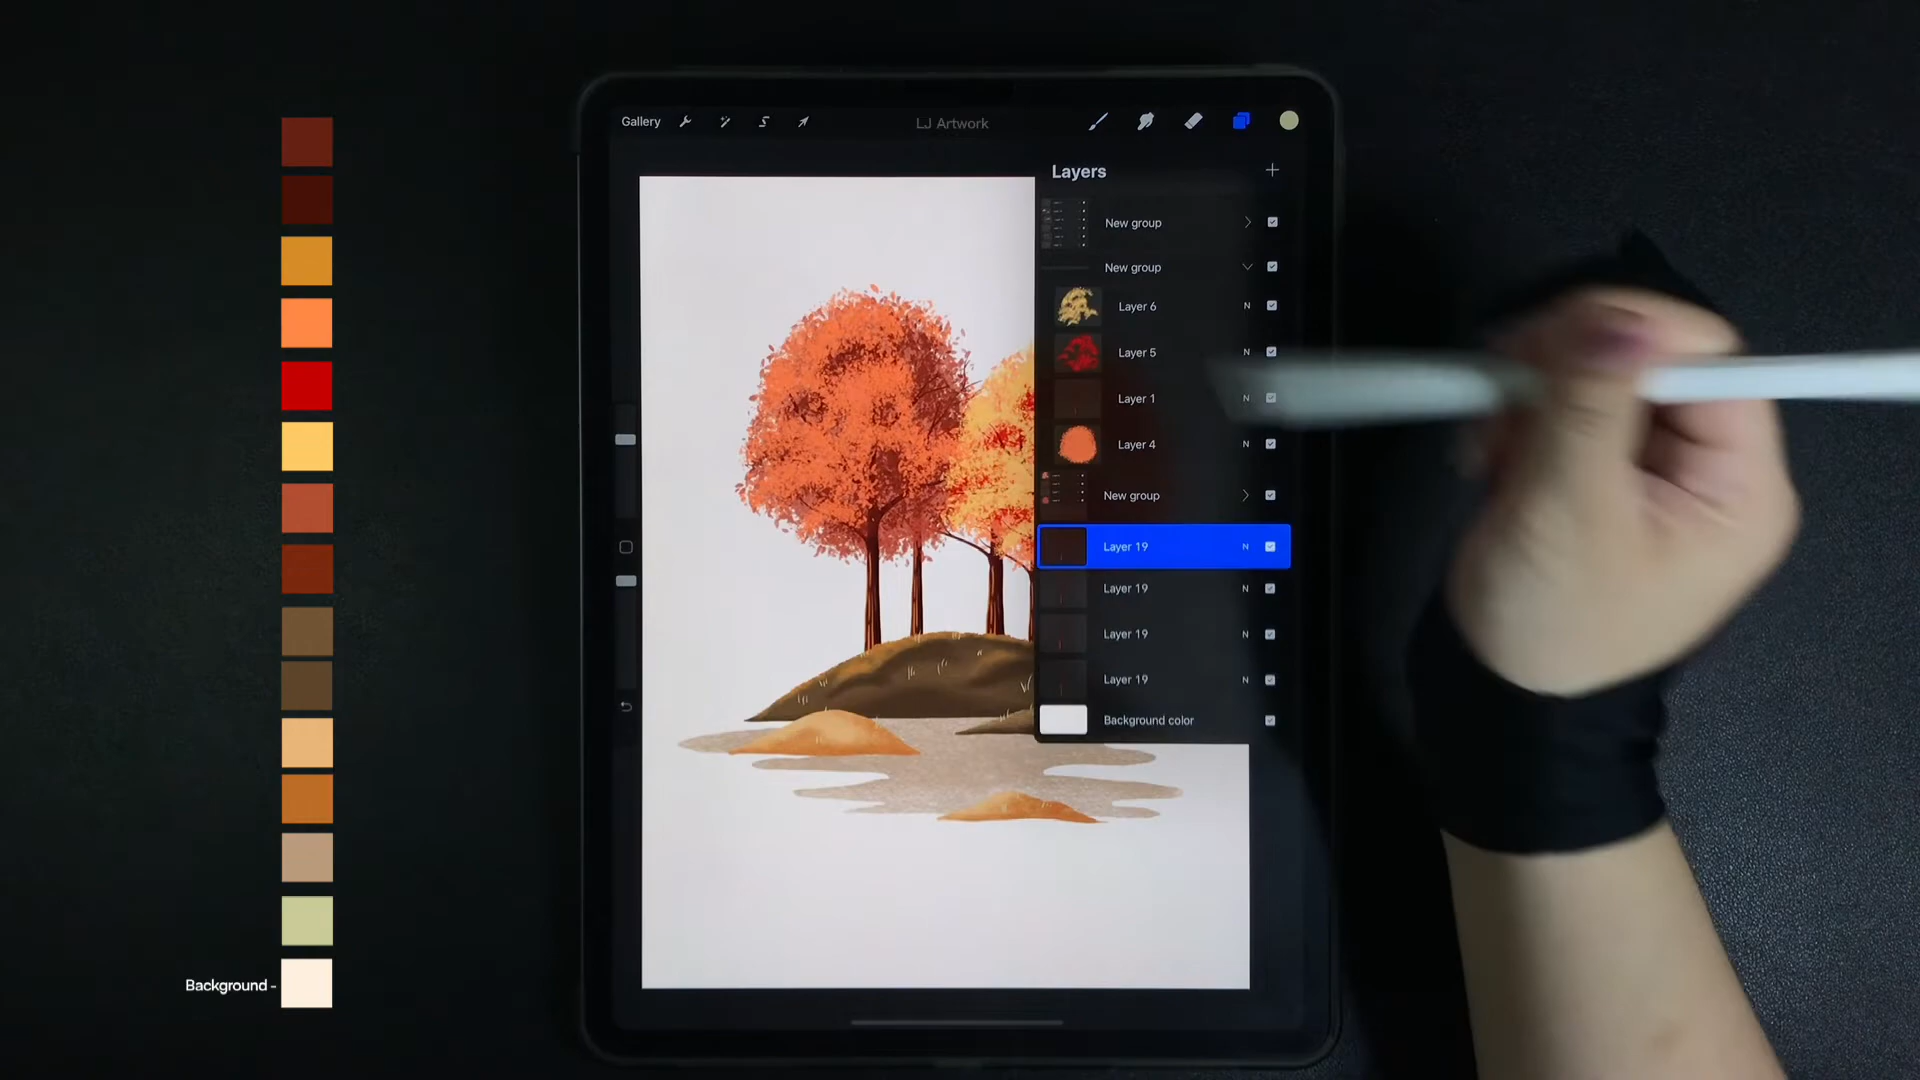 Gallery
LJ Artwork
Layers
New group
New group
Layer 6 N
Layer 5 N
Layer 1 N
Layer 4 N
New group
Layer 19 N
Layer 19 N
Layer 19 N
Layer 19 N
Background color
Background -